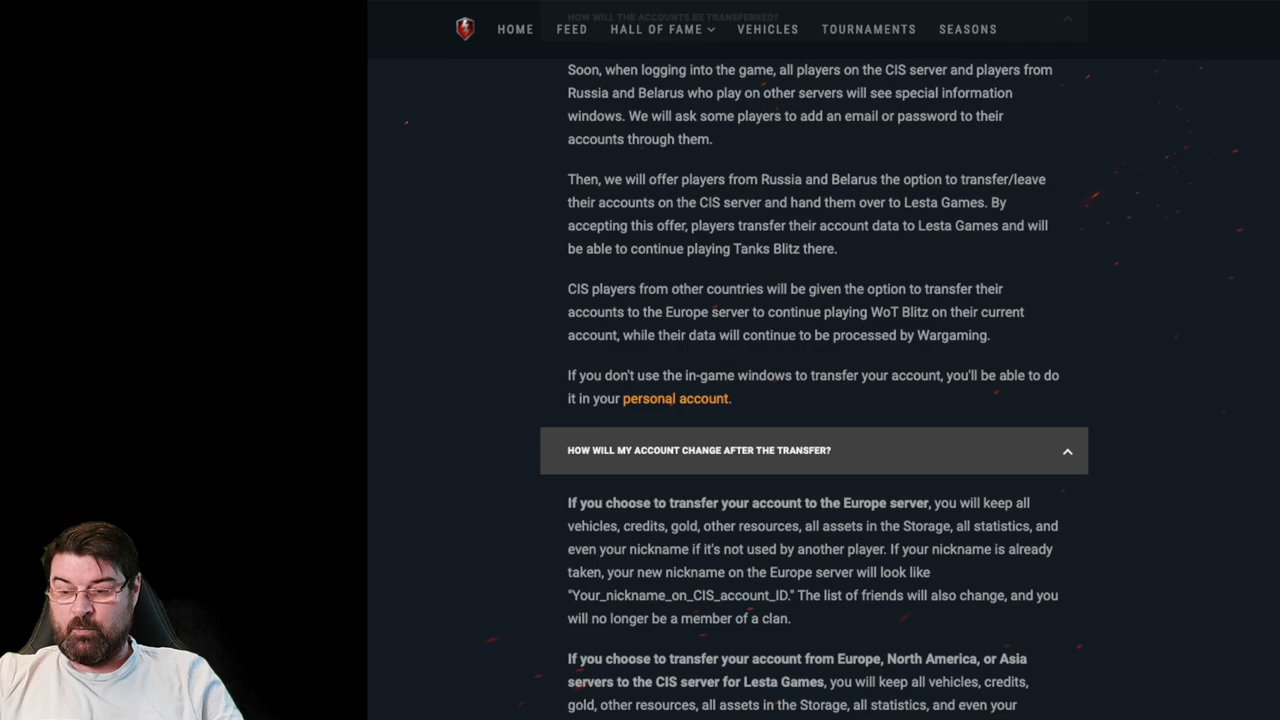 HOW WILL THE ACCOUNTS BE TRANSFERRED?
HOME FEED HALL OF FAME VEHICLES TOURNAMENTS SEASONS
Soon, when logging into the game, all players on the CIS server and players from
Russia and Belarus who play on other servers will see special information
windows. We will ask some players to add an email or password to their
accounts through them.
Then, we will offer players from Russia and Belarus the option to transfer/leave
their accounts on the CIS server and hand them over to Lesta Games. By
accepting this offer, players transfer their account data to Lesta Games and will
be able to continue playing Tanks Blitz there.
CIS players from other countries will be given the option to transfer their
accounts to the Europe server to continue playing WoT Blitz on their current
account, while their data will continue to be processed by Wargaming.
If you don't use the in-game windows to transfer your account, you'll be able to do
it in your personal account.
HOW WILL MY ACCOUNT CHANGE AFTER THE TRANSFER?
If you choose to transfer your account to the Europe server, you will keep all
vehicles, credits, gold, other resources, all assets in the Storage, all statistics, and
even your nickname if it's not used by another player. If your nickname is already
taken, your new nickname on the Europe server will look like
"Your_nickname_on_CIS_account_ID." The list of friends will also change, and you
will no longer be a member of a clan.
If you choose to transfer your account from Europe, North America, or Asia
servers to the CIS server for Lesta Games, you will keep all vehicles, credits,
gold, other resources, all assets in the Storage, all statistics, and even your